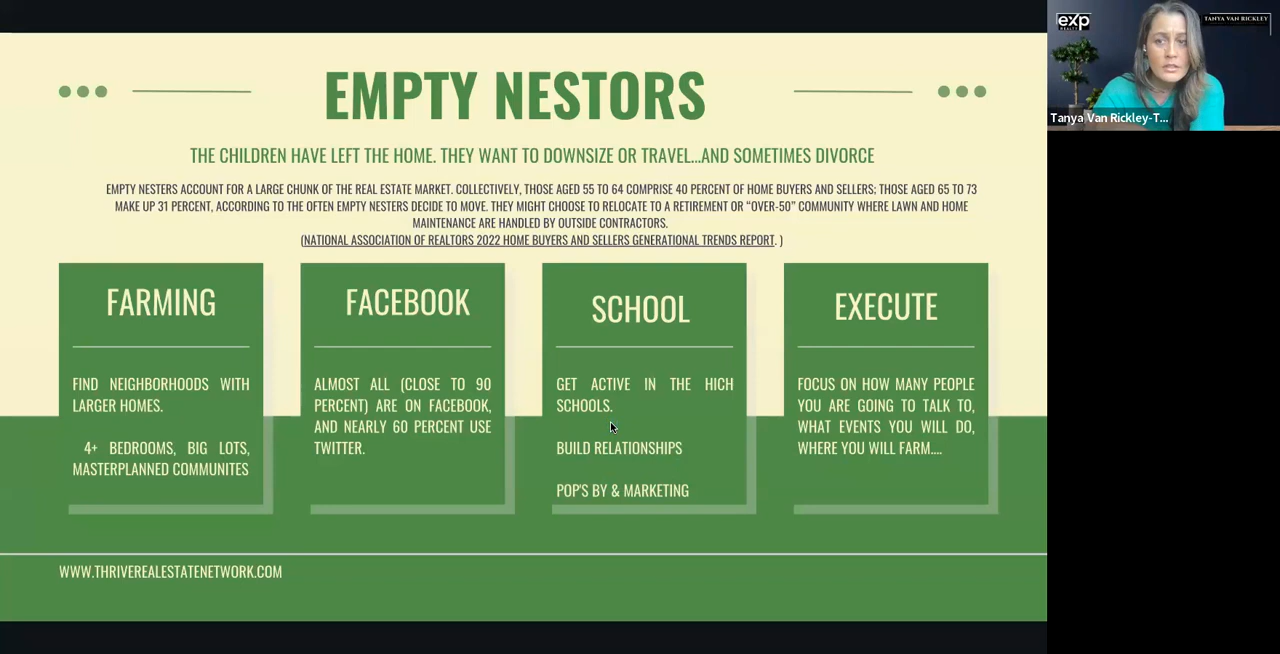 EMPTY NESTORS
THE CHILDREN HAVE LEFT THE HOME. THEY WANT TO DOWNSIZE OR TRAVEL...AND SOMETIMES DIVORCE
EMPTY NESTERS ACCOUNT FOR A LARGE CHUNK OF THE REAL ESTATE MARKET. COLLECTIVELY, THOSE AGED 55 TO 64 COMPRISE 40 PERCENT OF HOME BUYERS AND SELLERS; THOSE AGED 65 TO 73
MAKE UP 31 PERCENT, ACCORDING TO THE OFTEN EMPTY NESTERS DECIDE TO MOVE. THEY MIGHT CHOOSE TO RELOCATE TO A RETIREMENT OR “OVER-50” COMMUNITY WHERE LAWN AND HOME
MAINTENANCE ARE HANDLED BY OUTSIDE CONTRACTORS.
(NATIONAL ASSOCIATION OF REALTORS 2022 HOME BUYERS AND SELLERS GENERATIONAL TRENDS REPORT. )
FARMING
FIND NEIGHBORHOODS WITH
LARGER HOMES.
4+ BEDROOMS, BIG LOTS,
MASTERPLANNED COMMUNITES
FACEBOOK
ALMOST ALL (CLOSE TO 90
PERCENT) ARE ON FACEBOOK,
AND NEARLY 60 PERCENT USE
TWITTER.
SCHOOL
GET ACTIVE IN THE HICH
SCHOOLS.
BUILD RELATIONSHIPS
POP'S BY & MARKETING
EXECUTE
FOCUS ON HOW MANY PEOPLE
YOU ARE GOING TO TALK TO,
WHAT EVENTS YOU WILL DO,
WHERE YOU WILL FARM....
WWW.THRIVEREALESTATENETWORK.COM
exp
REALTY
TANYA VAN RICKLEY
Tanya Van Rickley-T...